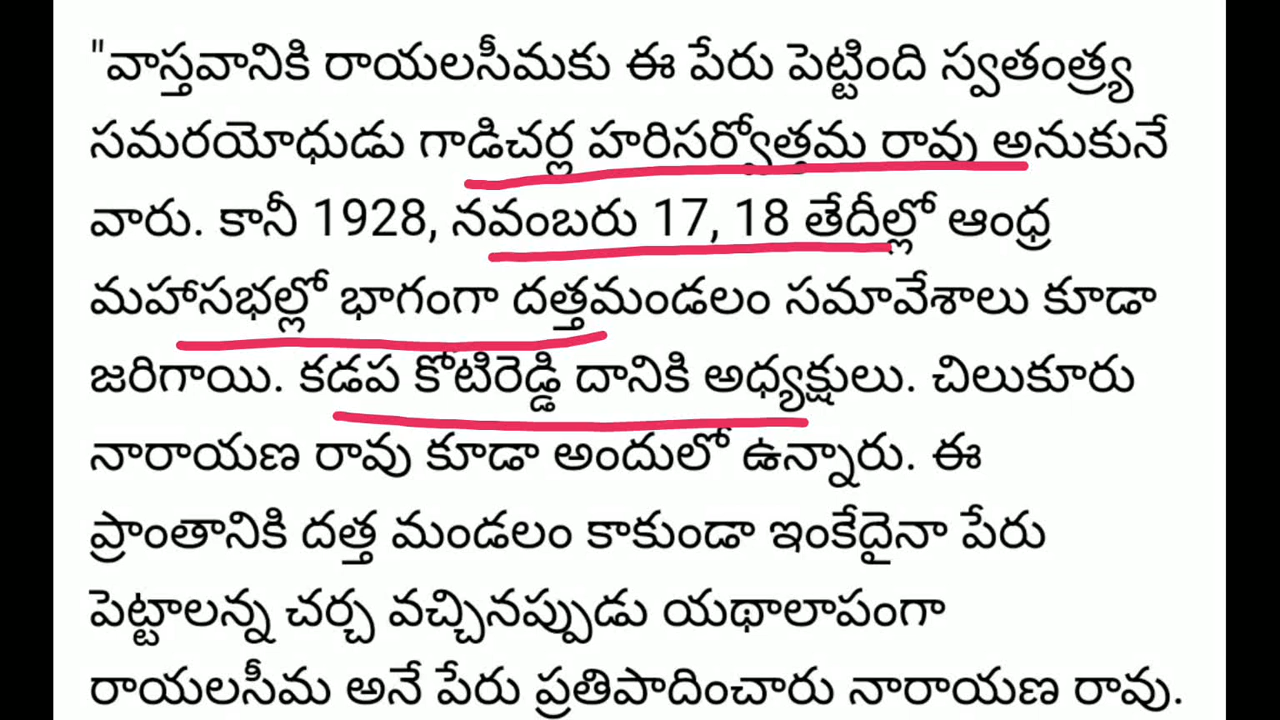 "వాస్తవానికి రాయలసీమకు ఈ పేరు పెట్టింది స్వతంత్ర్య
సమరయోధుడు గాడిచర్ల హరిసర్వోత్తమ రావు అనుకునే
వారు. కానీ 1928, నవంబరు 17, 18 తేదీల్లో ఆంధ్ర
మహాసభల్లో భాగంగా దత్తమండలం సమావేశాలు కూడా
జరిగాయి. కడప కోటిరెడ్డి దానికి అధ్యక్షులు. చిలుకూరు
నారాయణ రావు కూడా అందులో ఉన్నారు. ఈ
ప్రాంతానికి దత్త మండలం కాకుండా ఇంకేదైనా పేరు
పెట్టాలన్న చర్చ వచ్చినప్పుడు యథాలాపంగా
రాయలసీమ అనే పేరు ప్రతిపాదించారు నారాయణ రావు.